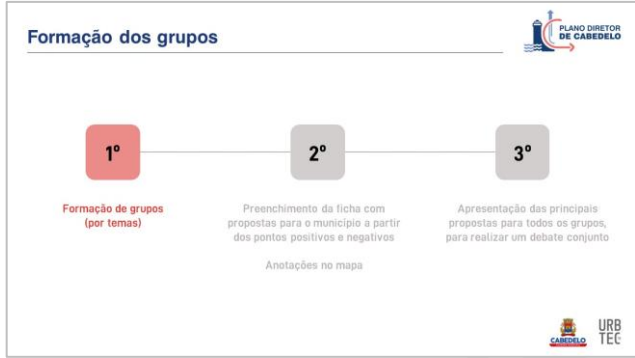 Formação dos grupos
PLANO DIRETOR
DE CABEDELO
1º
2º
3º
Formação de grupos
(por temas)
Preenchimento da ficha com
propostas para o município a partir
dos pontos positivos e negativos
Anotações no mapa
Apresentação das principais
propostas para todos os grupos,
para realizar um debate conjunto
CABEDELO
URB
TEC